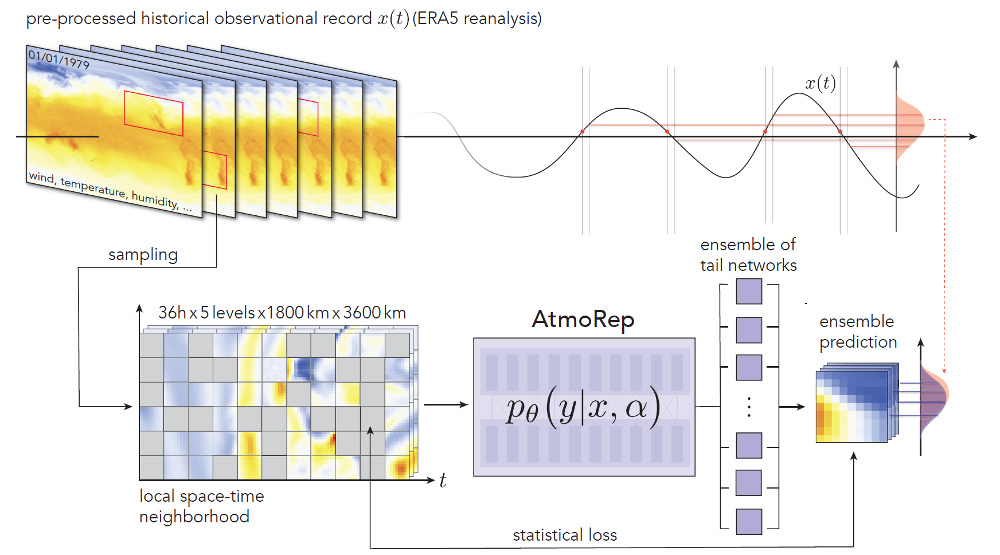 pre-processed historical observational record x(t) (ERA5 reanalysis)
01/01/1979
wind, temperature, humidity, ...
x(t)
sampling
ensemble of
tail networks
36h x 5 levels x1800 km x 3600 km
AtmoRep
ensemble
prediction
pθ(y|x, α)
t
local space-time
neighborhood
statistical loss